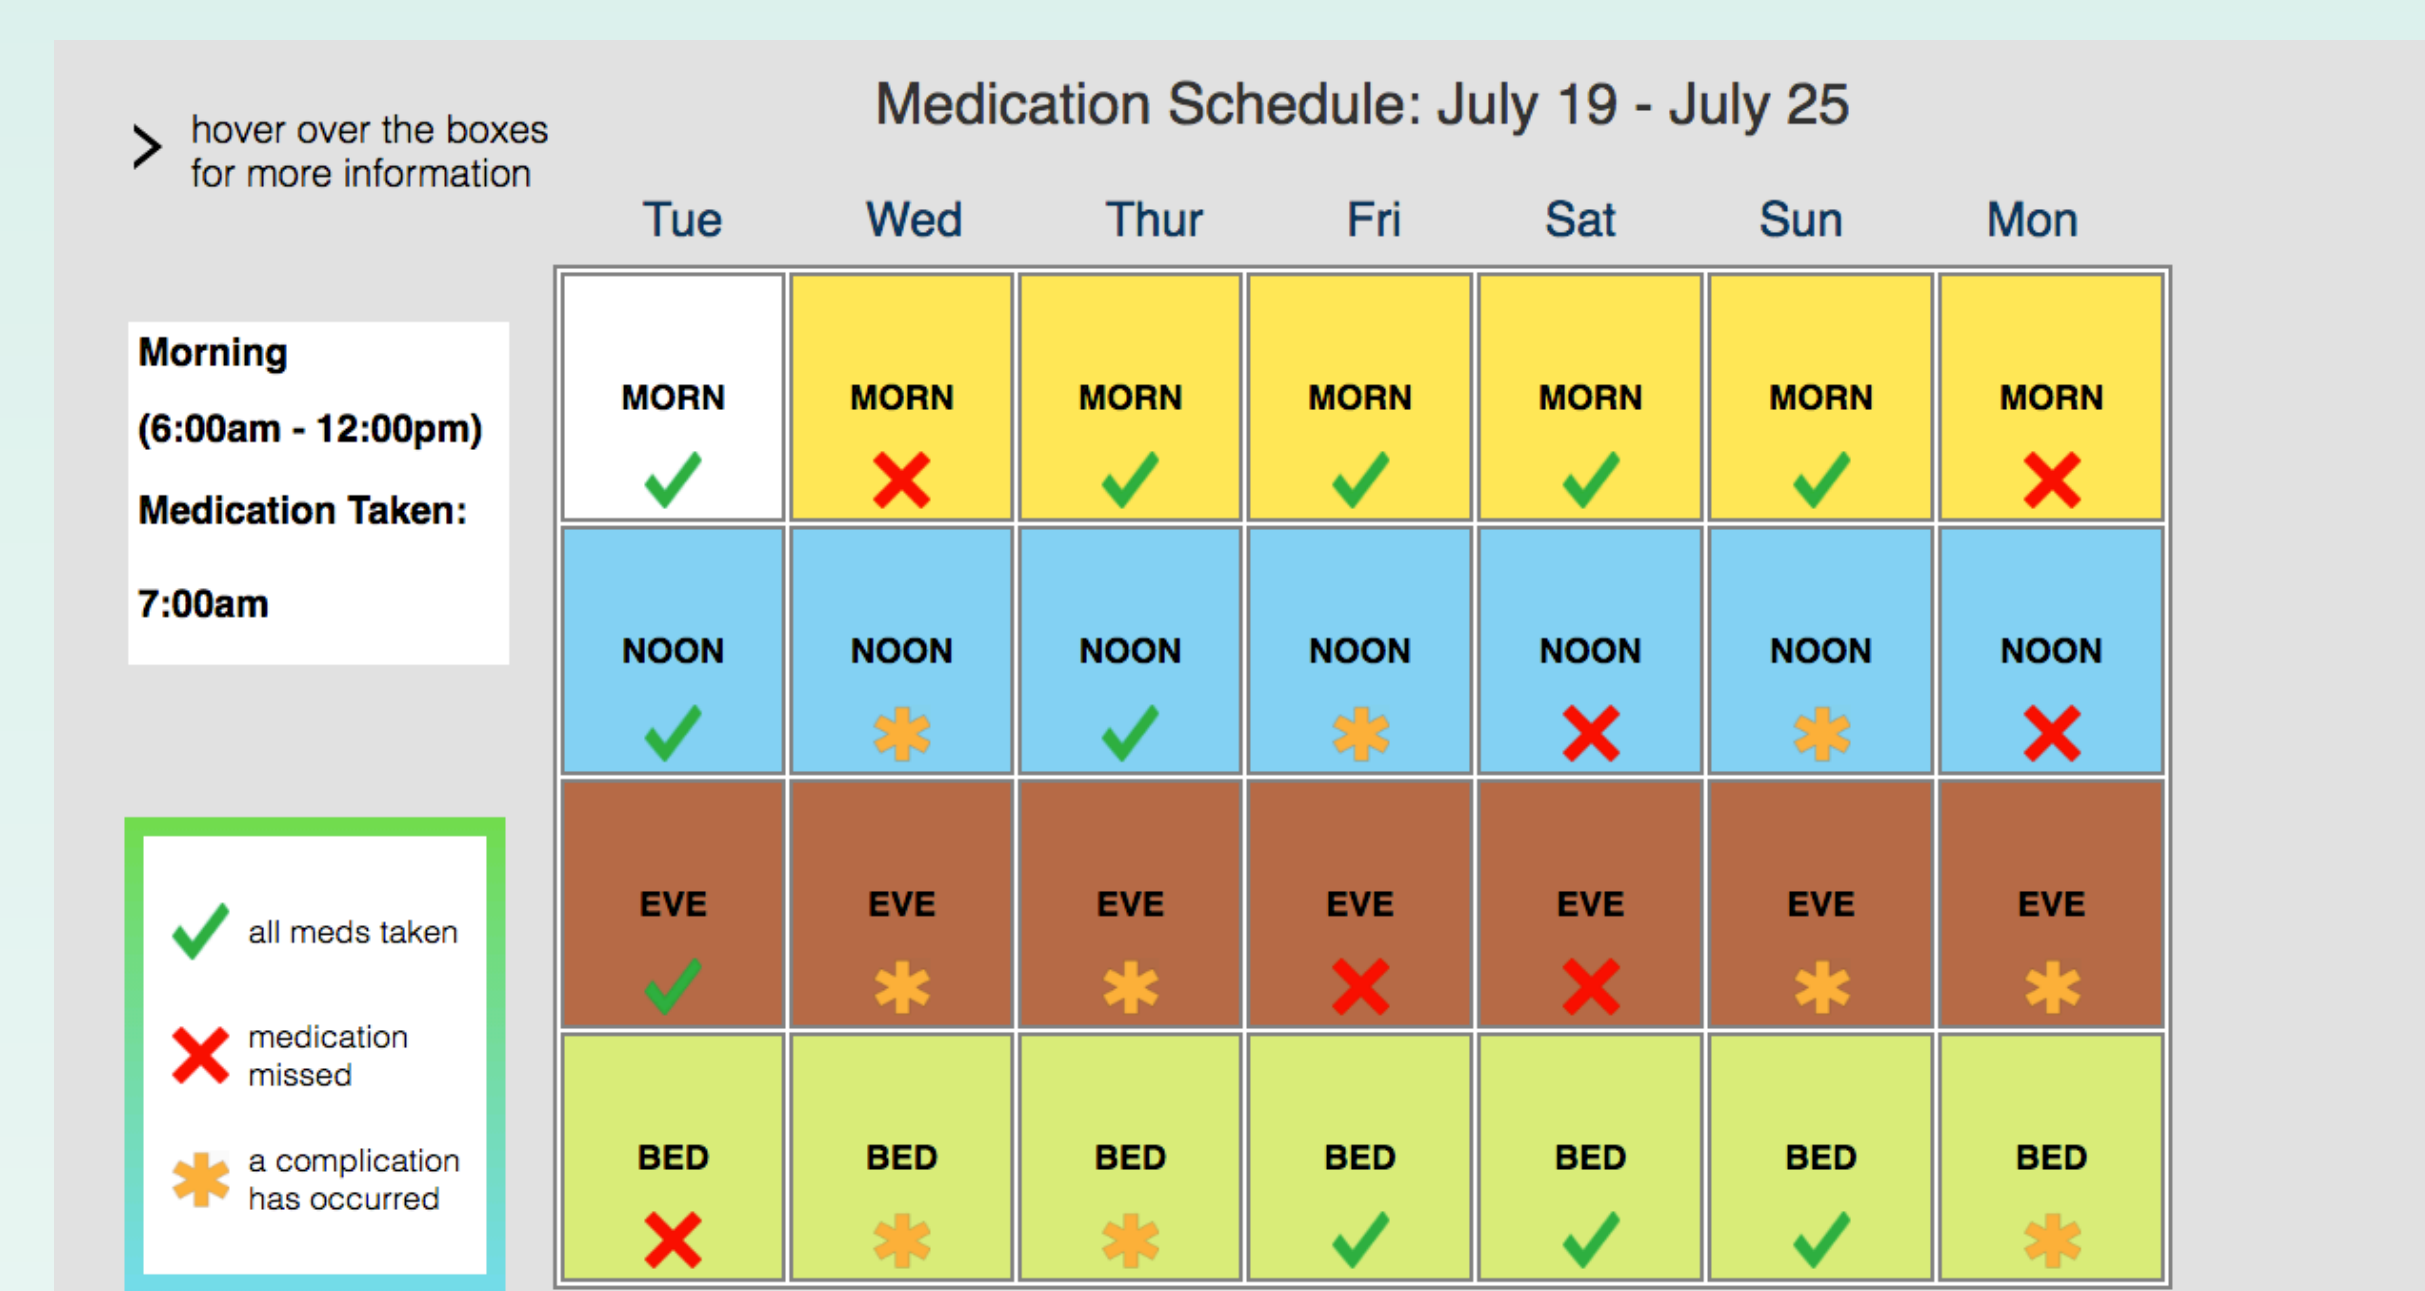 Medication Schedule: July 19 - July 25
> hover over the boxes
for more information
Tue Wed Thur Fri Sat Sun Mon
Morning
(6:00am - 12:00pm)
Medication Taken:
7:00am
MORN MORN MORN MORN MORN MORN MORN
NOON NOON NOON NOON NOON NOON NOON
EVE EVE EVE EVE EVE EVE EVE
BED BED BED BED BED BED BED
all meds taken
medication
missed
a complication
has occurred